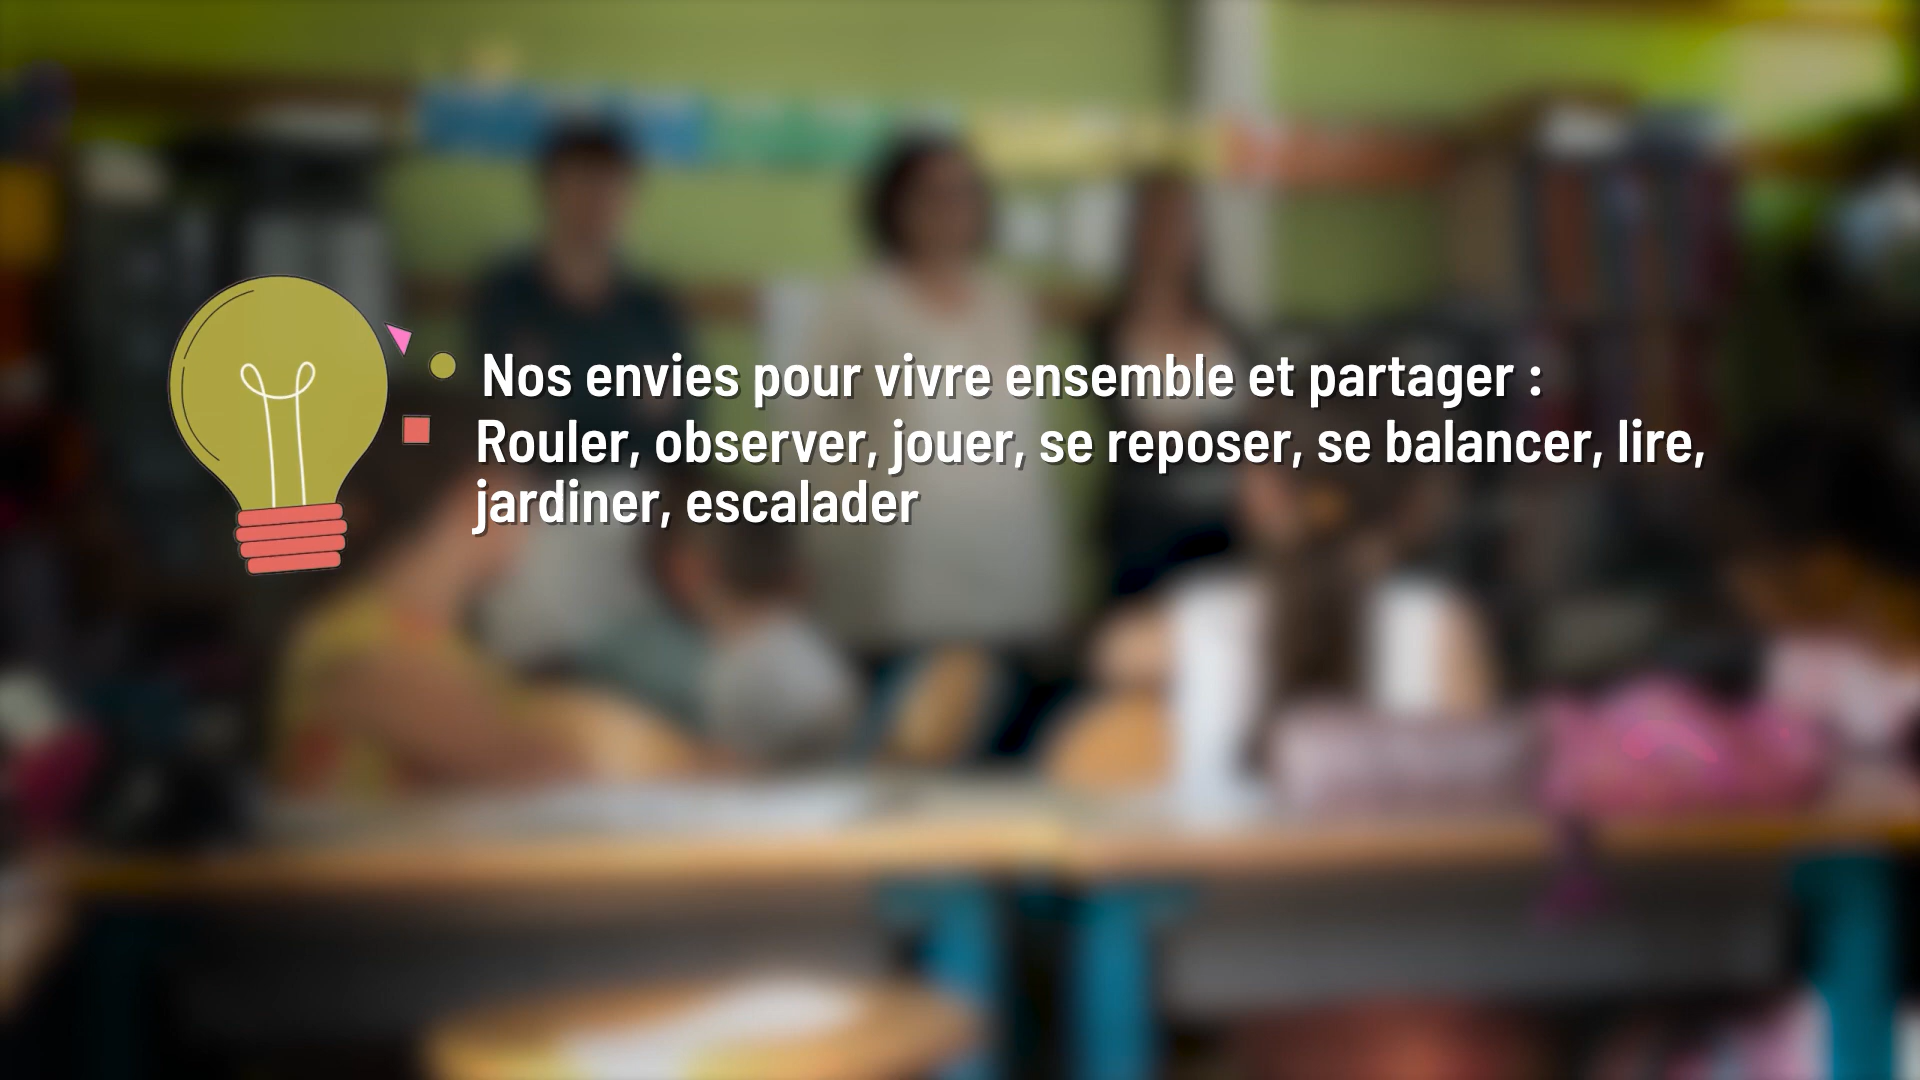 Nos envies pour vivre ensemble et partager :
Rouler, observer, jouer, se reposer, se balancer, lire,
jardiner, escalader